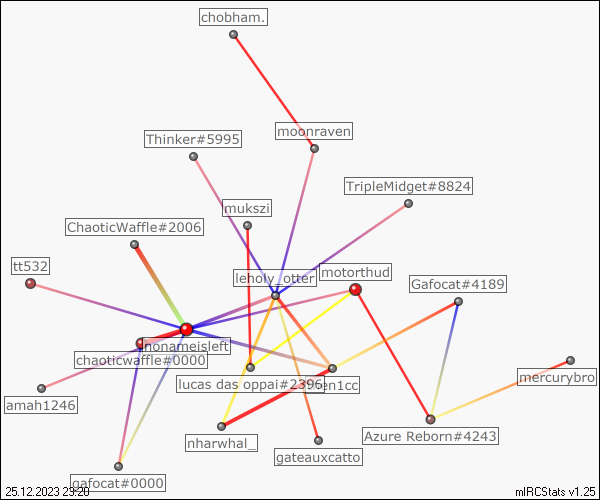 chobham.
moonraven
Thinker#5995
TripleMidget#8824
mukszi
ChaoticWaffle#2006
tt532
leholy_otter
motorthud
Gafocat#4189
nonameisleft
chaoticwaffle#0000
lucas das oppai#2396
en1cc
mercurybro
amah1246
Azure Reborn#4243
nharwhal_
gateauxcatto
gafocat#0000
25.12.2023 23:20
mIRCStats v1.25